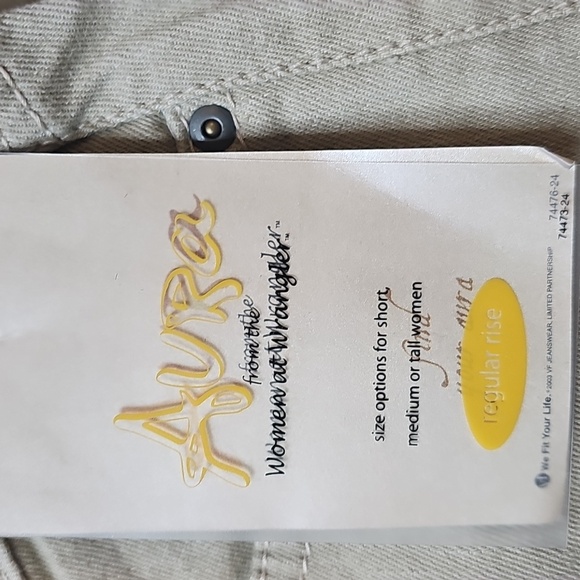 AURa
from the
Women at Wrangler™
size options for short,
medium or tall women
find
your aura
regular rise
We Fit Your Life.® 2003 VF JEANSWEAR LIMITED PARTNERSHIP
74476-24
74473-24